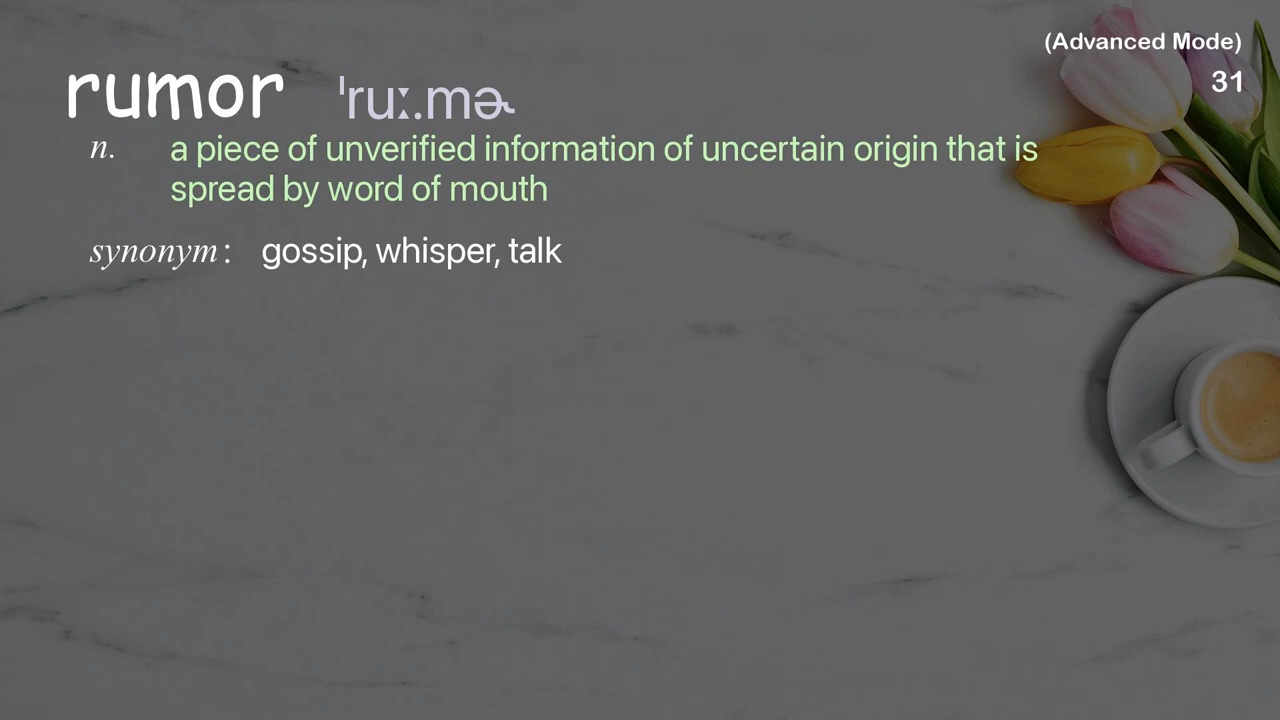 (Advanced Mode)
31
rumor ˈruː.mɚ
n. a piece of unverified information of uncertain origin that is
spread by word of mouth
synonym : gossip, whisper, talk